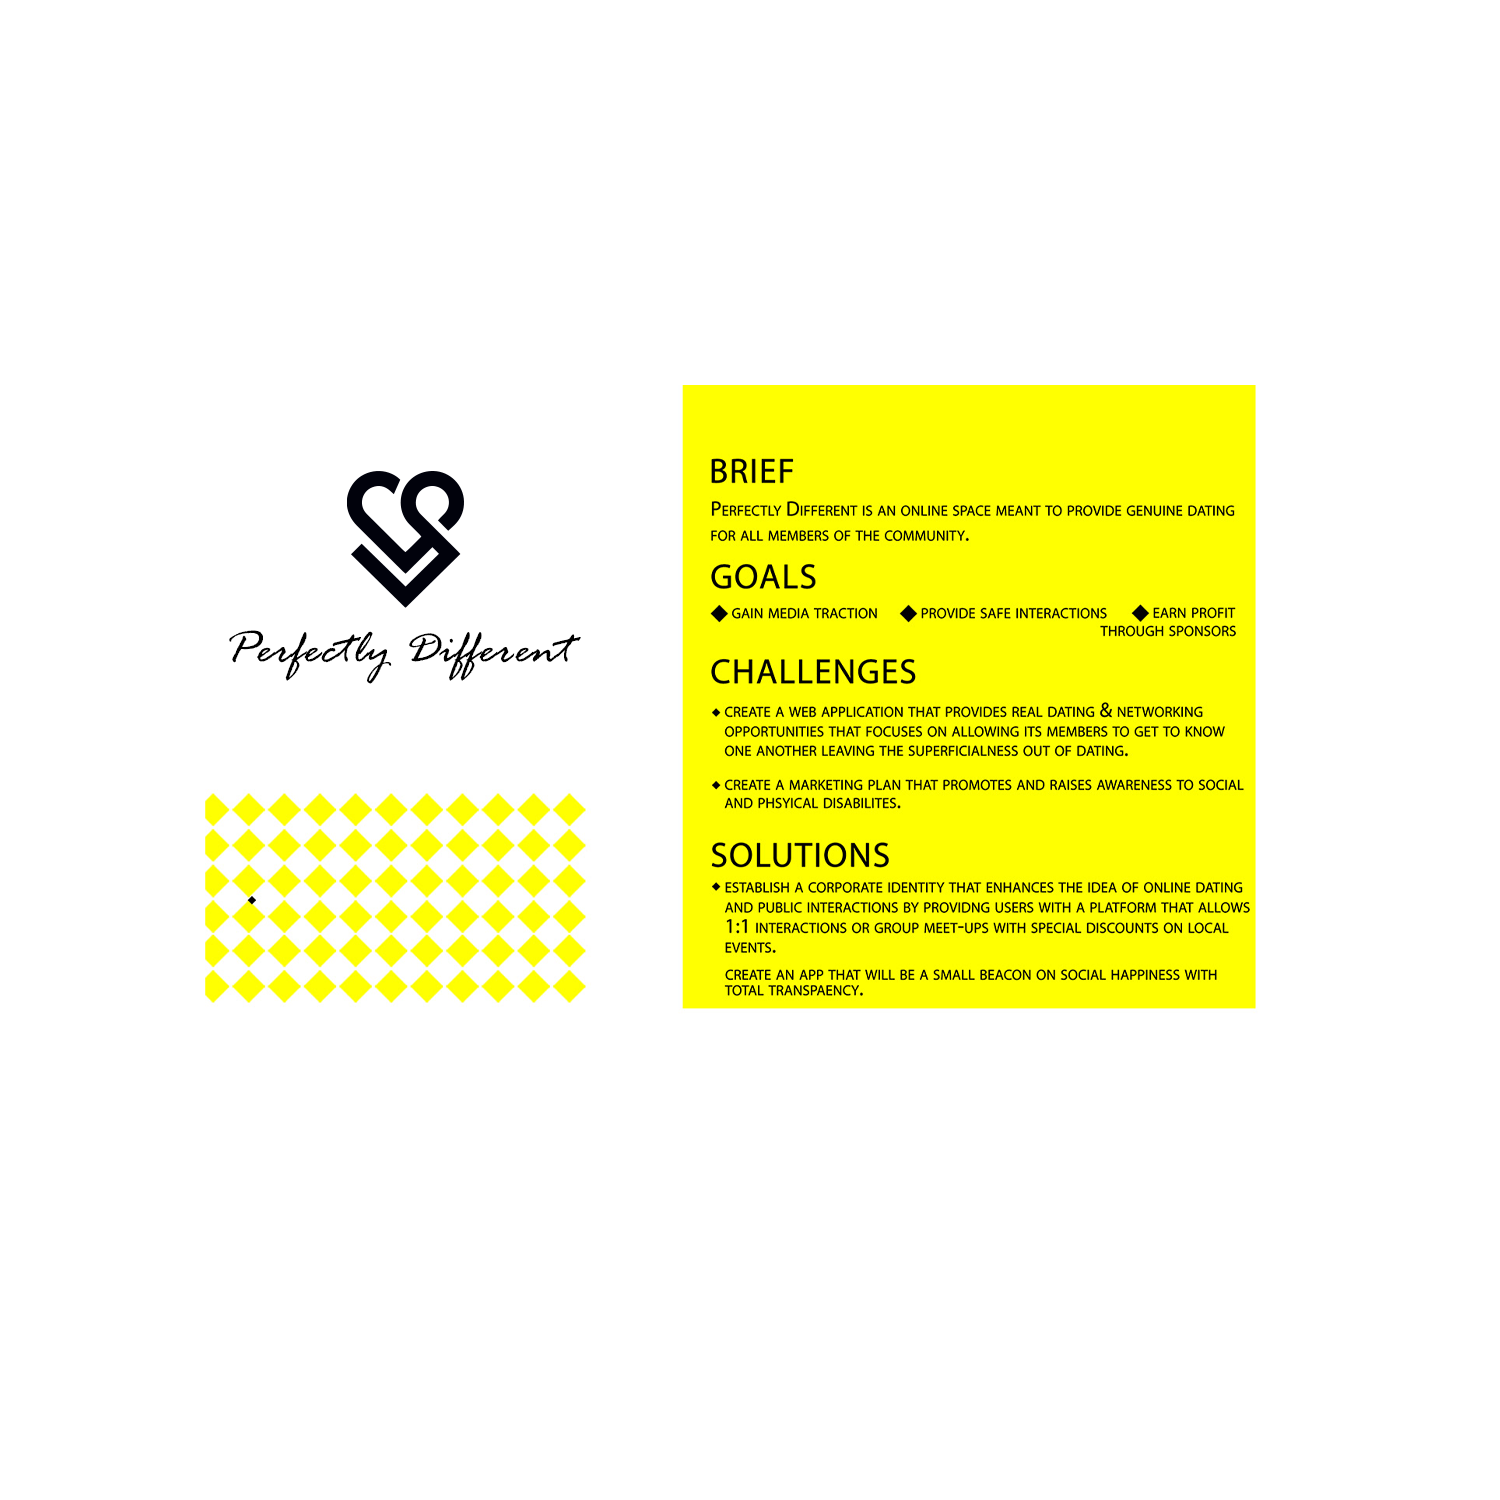 Perfectly Different
BRIEF
Perfectly Different is an online space meant to provide genuine dating
for all members of the community.
GOALS
gain media traction provide safe interactions earn profit
through sponsors
CHALLENGES
create a web application that provides real dating & networking
opportunities that focuses on allowing its members to get to know
one another leaving the superficialness out of dating.
create a marketing plan that promotes and raises awareness to social
and phsyical disabilites.
SOLUTIONS
establish a corporate identity that enhances the idea of online dating
and public interactions by providng users with a platform that allows
1:1 interactions or group meet-ups with special discounts on local
events.
create an app that will be a small beacon on social happiness with
total transpaency.